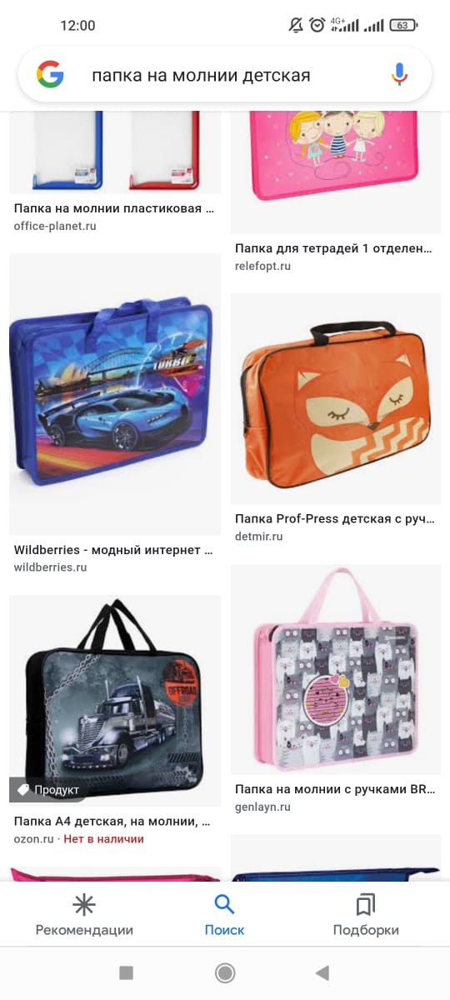 12:00
4G+
63
папка на молнии детская
Папка на молнии пластиковая ...
office-planet.ru
Папка для тетрадей 1 отделен...
relefopt.ru
TURBO
Папка Prof-Press детская с руч...
detmir.ru
Wildberries - модный интернет ...
wildberries.ru
OFFROAD
Продукт
Папка А4 детская, на молнии, ...
ozon.ru · Нет в наличии
BRAUBERG
Папка на молнии с ручками BR...
genlayn.ru
Рекомендации
Поиск
Подборки